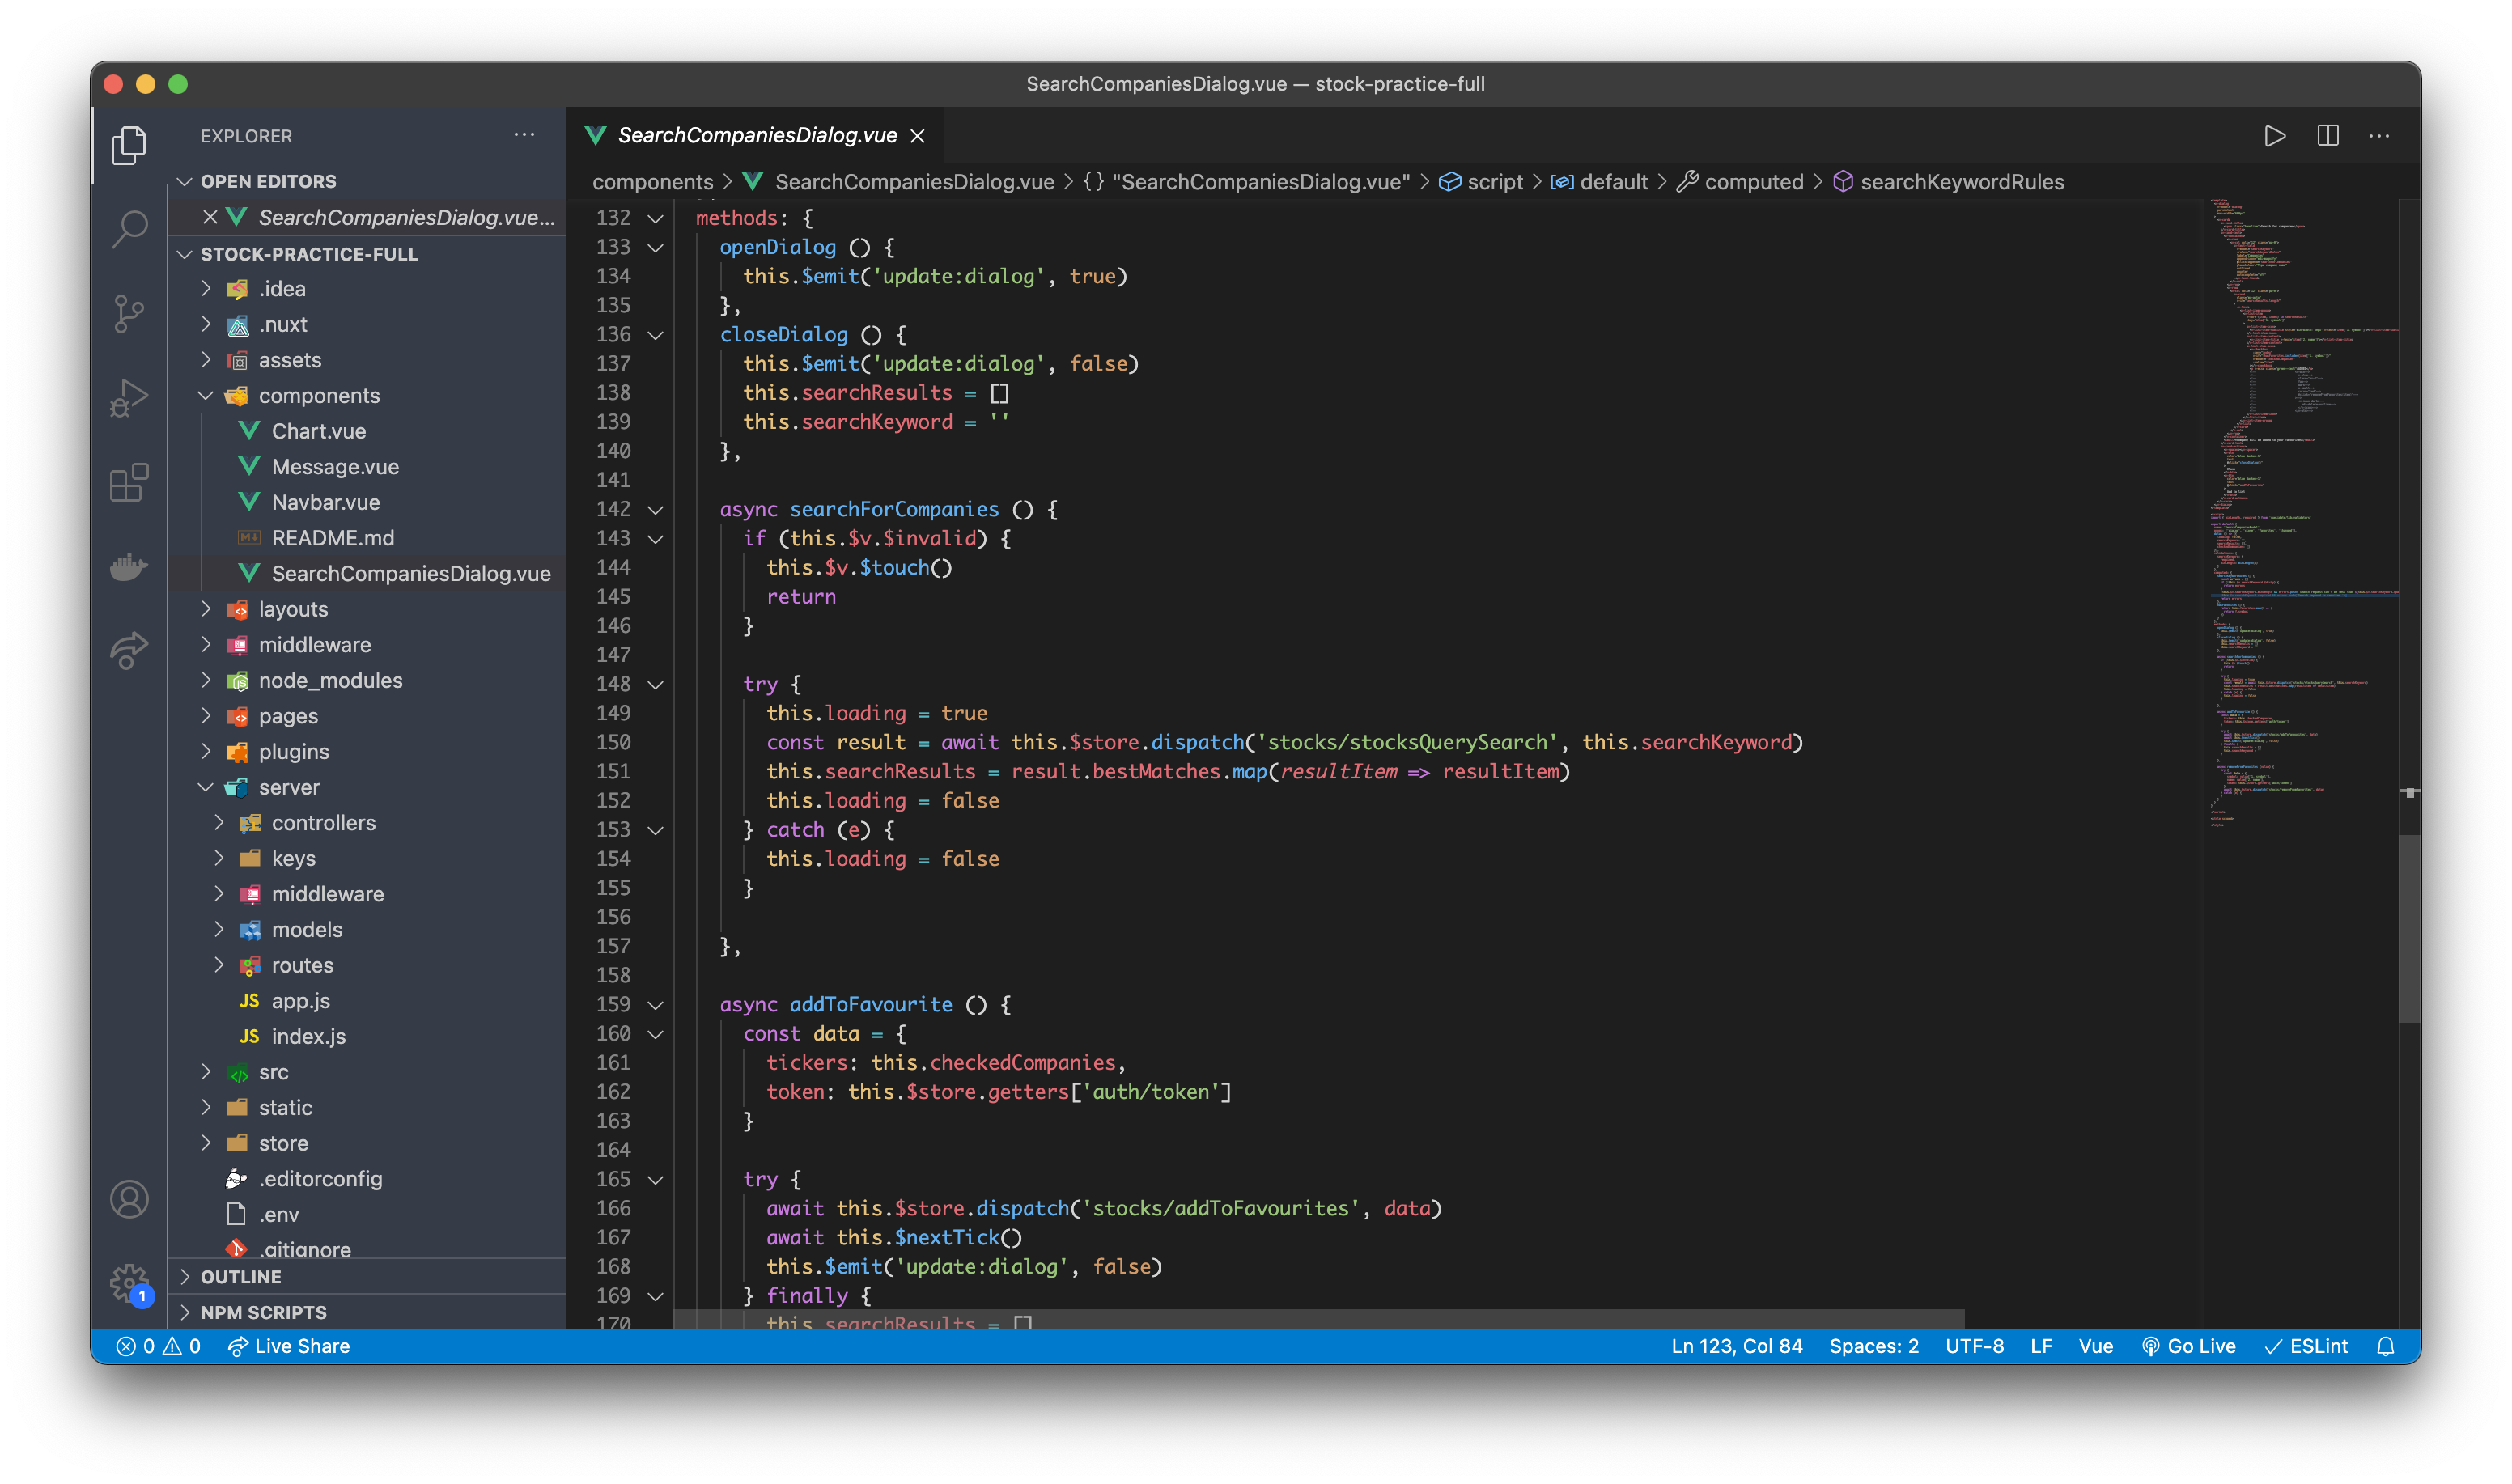 SearchCompaniesDialog.vue — stock-practice-full
EXPLORER
OPEN EDITORS
SearchCompaniesDialog.vue...
STOCK-PRACTICE-FULL
.idea
.nuxt
assets
components
Chart.vue
Message.vue
Navbar.vue
README.md
SearchCompaniesDialog.vue
layouts
middleware
node_modules
pages
plugins
server
controllers
keys
middleware
models
routes
JS app.js
JS index.js
src
static
store
.editorconfig
.env
.gitignore
OUTLINE
NPM SCRIPTS
SearchCompaniesDialog.vue
components > SearchCompaniesDialog.vue > {} "SearchCompaniesDialog.vue" > script > default > computed > searchKeywordRules
132 methods: {
133 openDialog () {
134 this.$emit('update:dialog', true)
135 },
136 closeDialog () {
137 this.$emit('update:dialog', false)
138 this.searchResults = []
139 this.searchKeyword = ''
140 },
141
142 async searchForCompanies () {
143 if (this.$v.$invalid) {
144 this.$v.$touch()
145 return
146 }
147
148 try {
149 this.loading = true
150 const result = await this.$store.dispatch('stocks/stocksQuerySearch', this.searchKeyword)
151 this.searchResults = result.bestMatches.map(resultItem => resultItem)
152 this.loading = false
153 } catch (e) {
154 this.loading = false
155 }
156
157 },
158
159 async addToFavourite () {
160 const data = {
161 tickers: this.checkedCompanies,
162 token: this.$store.getters['auth/token']
163 }
164
165 try {
166 await this.$store.dispatch('stocks/addToFavourites', data)
167 await this.$nextTick()
168 this.$emit('update:dialog', false)
169 } finally {
170 this.searchResults = []
1
0 0 Live Share
Ln 123, Col 84 Spaces: 2 UTF-8 LF Vue Go Live ESLint